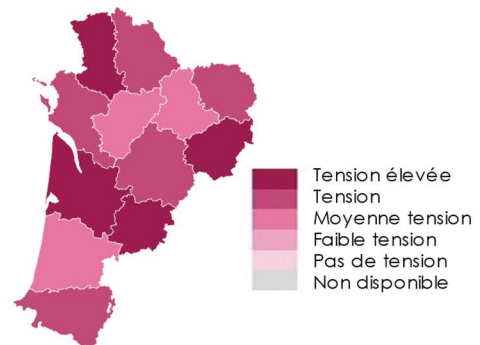 Tension élevée
Tension
Moyenne tension
Faible tension
Pas de tension
Non disponible